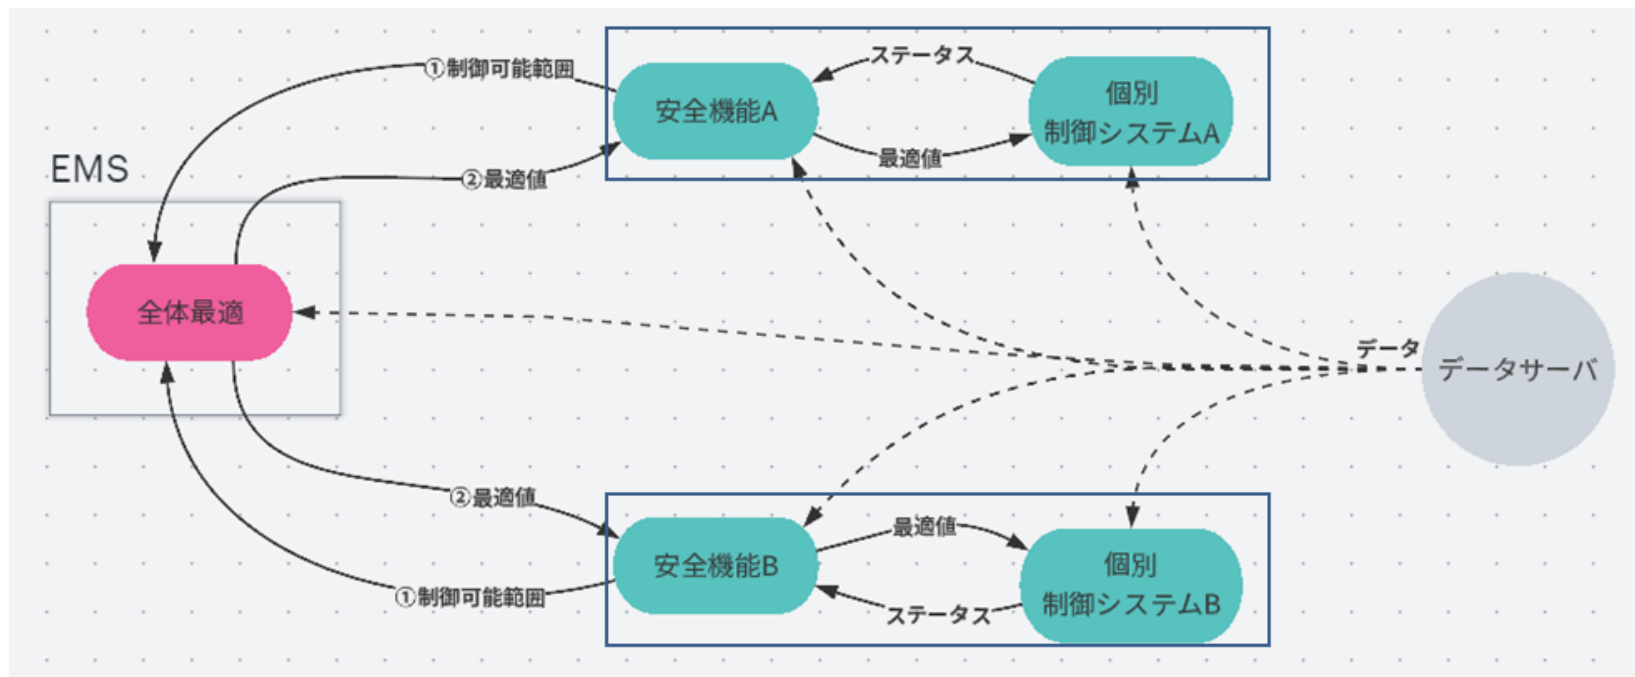 ①制御可能範囲
安全機能A
ステータス
個別
制御システムA
最適値
②最適値
EMS
全体最適
データ
データサーバ
②最適値
安全機能B
最適値
個別
制御システムB
①制御可能範囲
ステータス